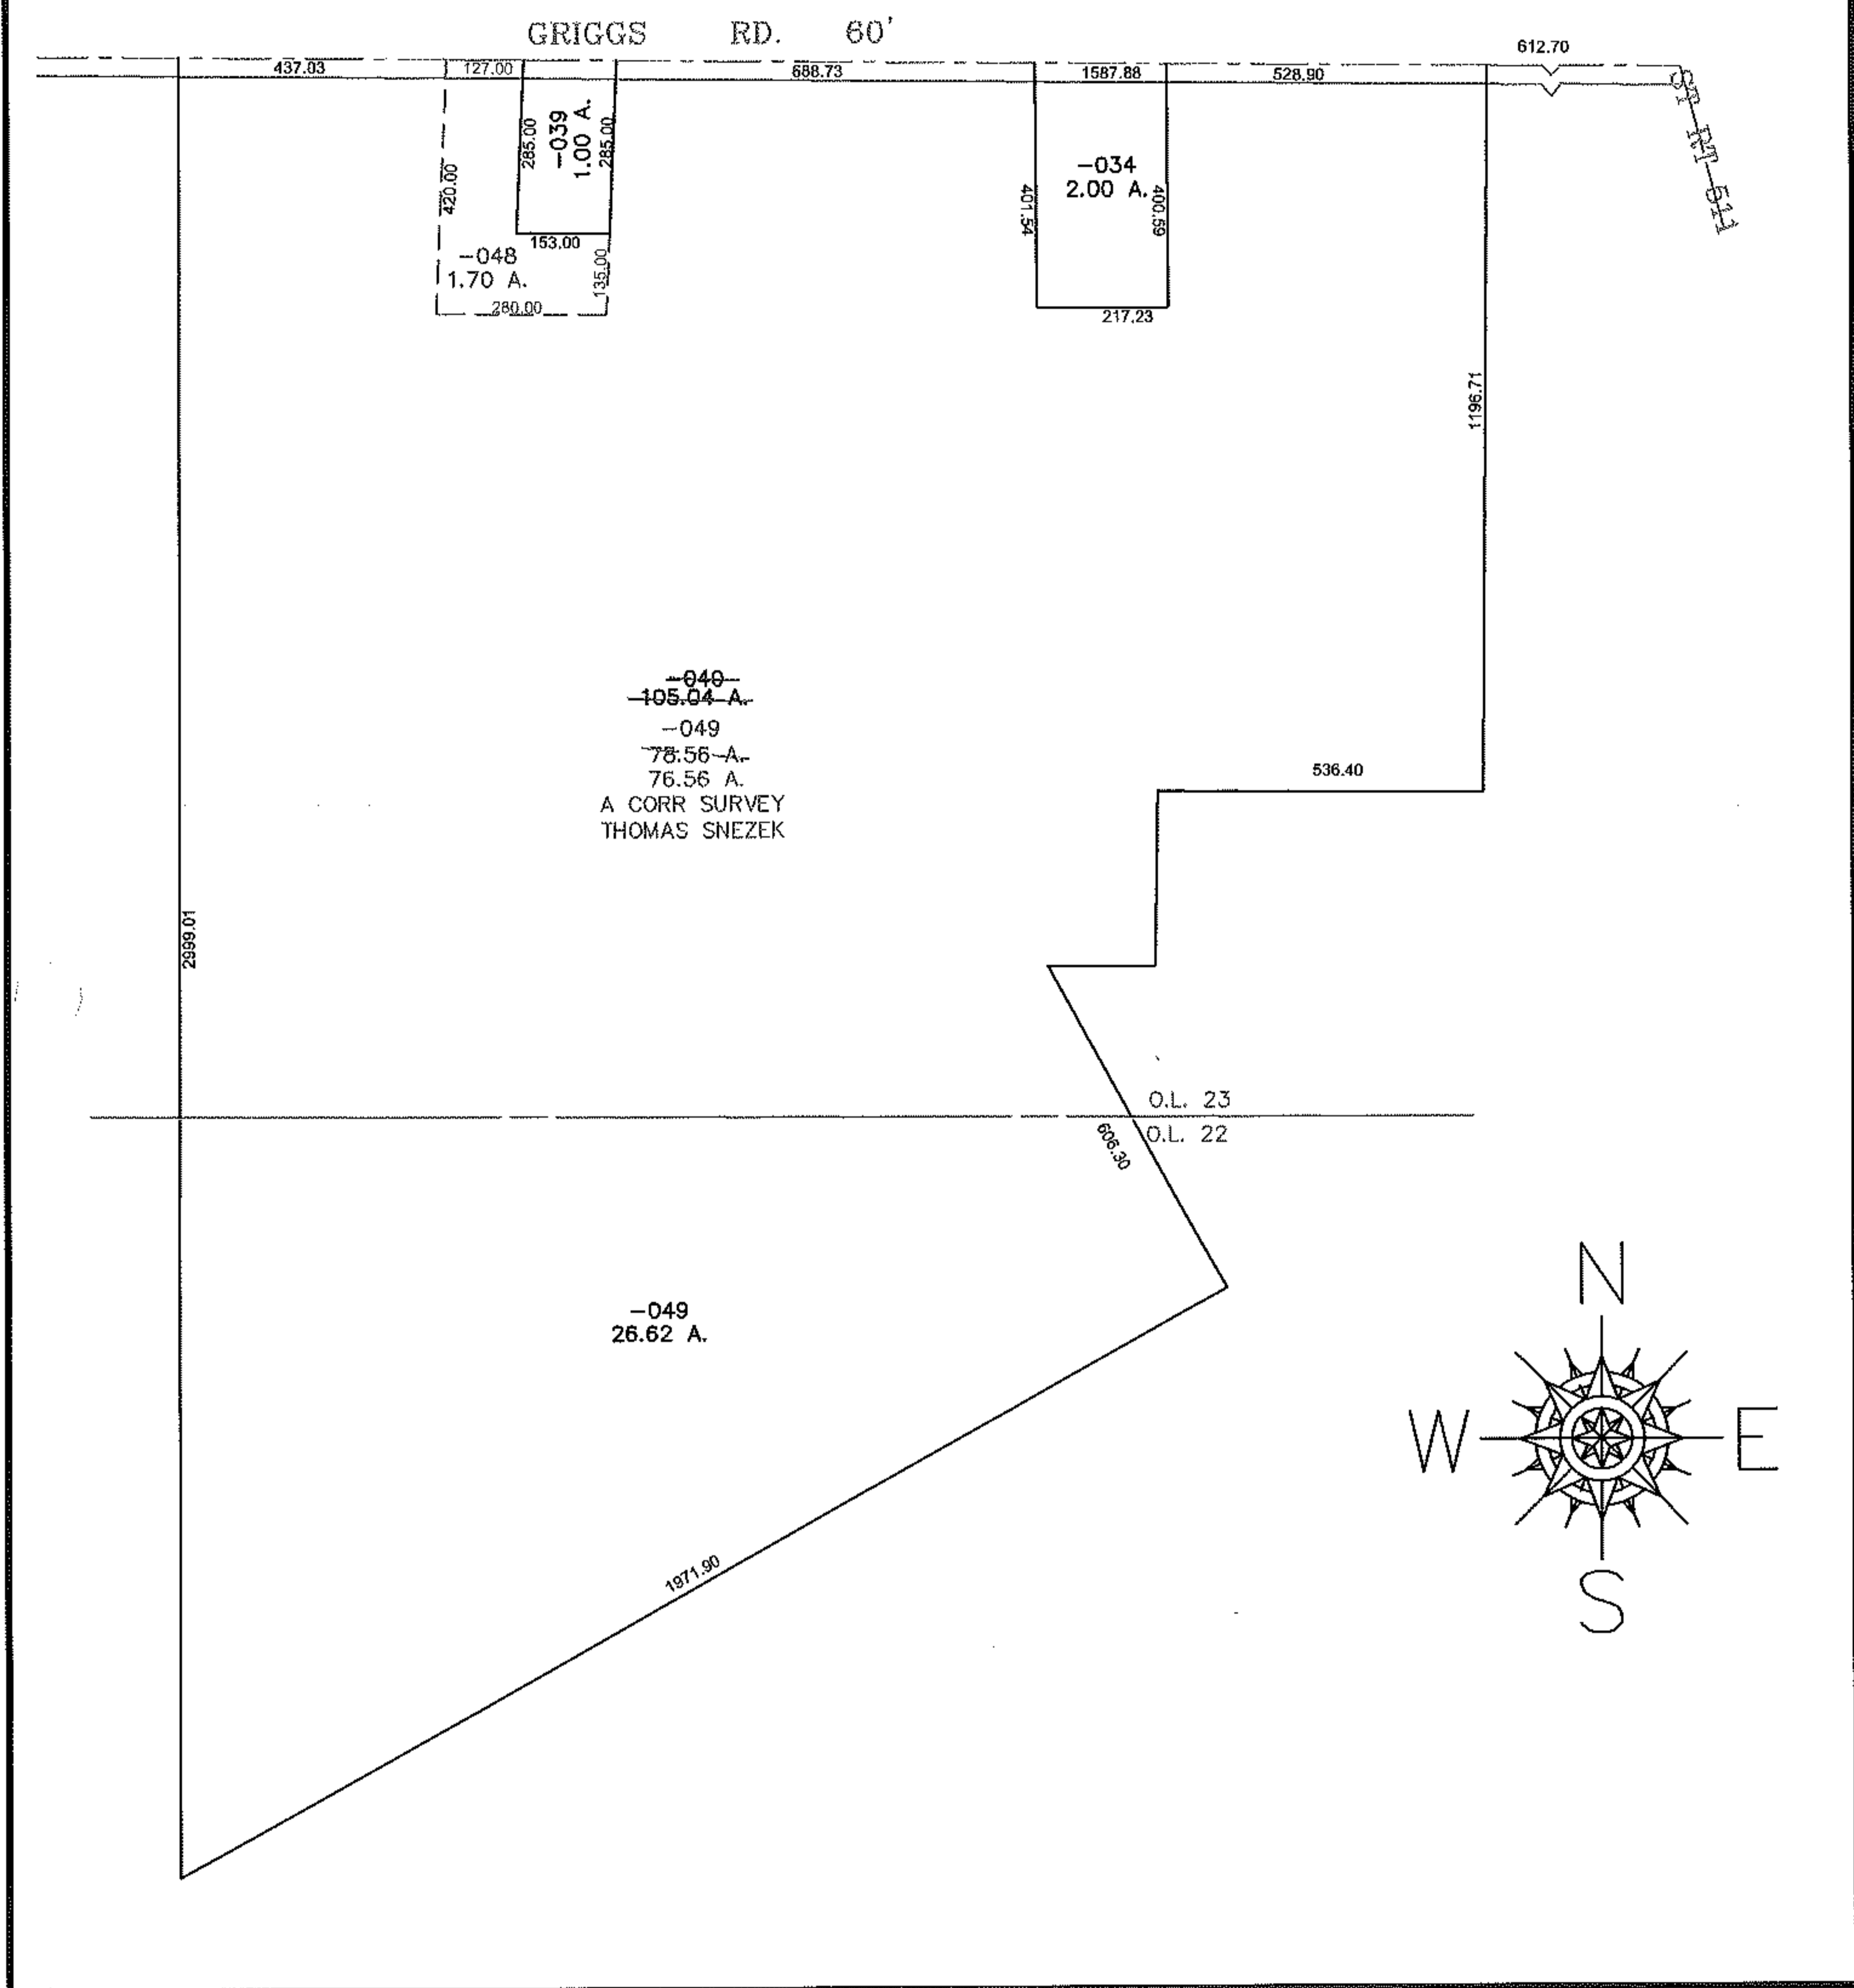 GRIGGS RD. 60'
612.70
437.03
127.00
688.73
1587.88
528.90
ST RT 511
285.00
-039
1.00 A.
285.00
420.00
153.00
-048
1.70 A.
135.00
280.00
-034
2.00 A.
401.54
400.59
217.23
1196.71
-040
105.04 A.
-049
78.56 A.
76.56 A.
A CORR SURVEY
THOMAS SNEZEK
536.40
2999.01
O.L. 23
O.L. 22
606.30
-049
26.62 A.
1971.90
N
W E
S